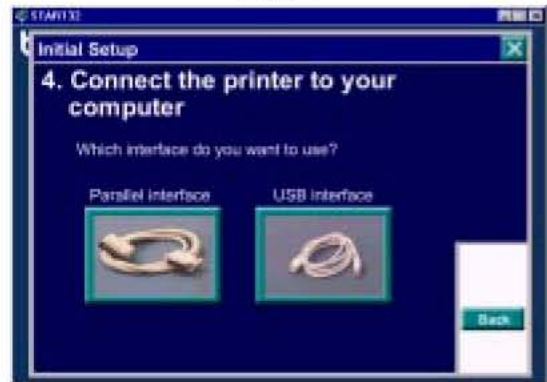 START32
Initial Setup
4. Connect the printer to your
computer
Which interface do you want to use?
Parallel interface
USB interface
Back